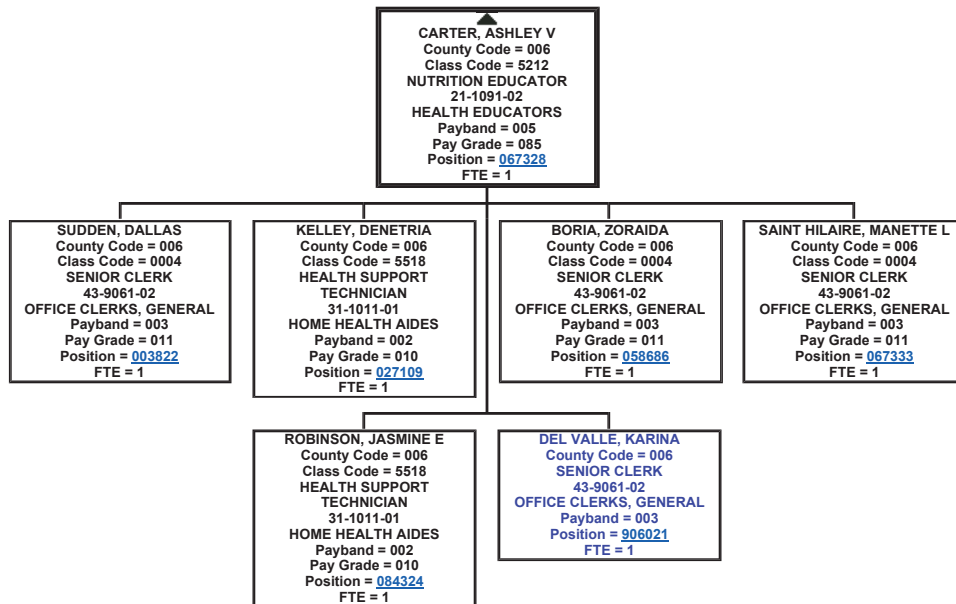 CARTER, ASHLEY V
County Code = 006
Class Code = 5212
NUTRITION EDUCATOR
21-1091-02
HEALTH EDUCATORS
Payband = 005
Pay Grade = 085
Position = 067328
FTE = 1
SUDDEN, DALLAS
County Code = 006
Class Code = 0004
SENIOR CLERK
43-9061-02
OFFICE CLERKS, GENERAL
Payband = 003
Pay Grade = 011
Position = 003822
FTE = 1
KELLEY, DENETRIA
County Code = 006
Class Code = 5518
HEALTH SUPPORT
TECHNICIAN
31-1011-01
HOME HEALTH AIDES
Payband = 002
Pay Grade = 010
Position = 027109
FTE = 1
BORIA, ZORAIDA
County Code = 006
Class Code = 0004
SENIOR CLERK
43-9061-02
OFFICE CLERKS, GENERAL
Payband = 003
Pay Grade = 011
Position = 058686
FTE = 1
SAINT HILAIRE, MANETTE L
County Code = 006
Class Code = 0004
SENIOR CLERK
43-9061-02
OFFICE CLERKS, GENERAL
Payband = 003
Pay Grade = 011
Position = 067333
FTE = 1
ROBINSON, JASMINE E
County Code = 006
Class Code = 5518
HEALTH SUPPORT
TECHNICIAN
31-1011-01
HOME HEALTH AIDES
Payband = 002
Pay Grade = 010
Position = 084324
FTE = 1
DEL VALLE, KARINA
County Code = 006
SENIOR CLERK
43-9061-02
OFFICE CLERKS, GENERAL
Payband = 003
Position = 906021
FTE = 1